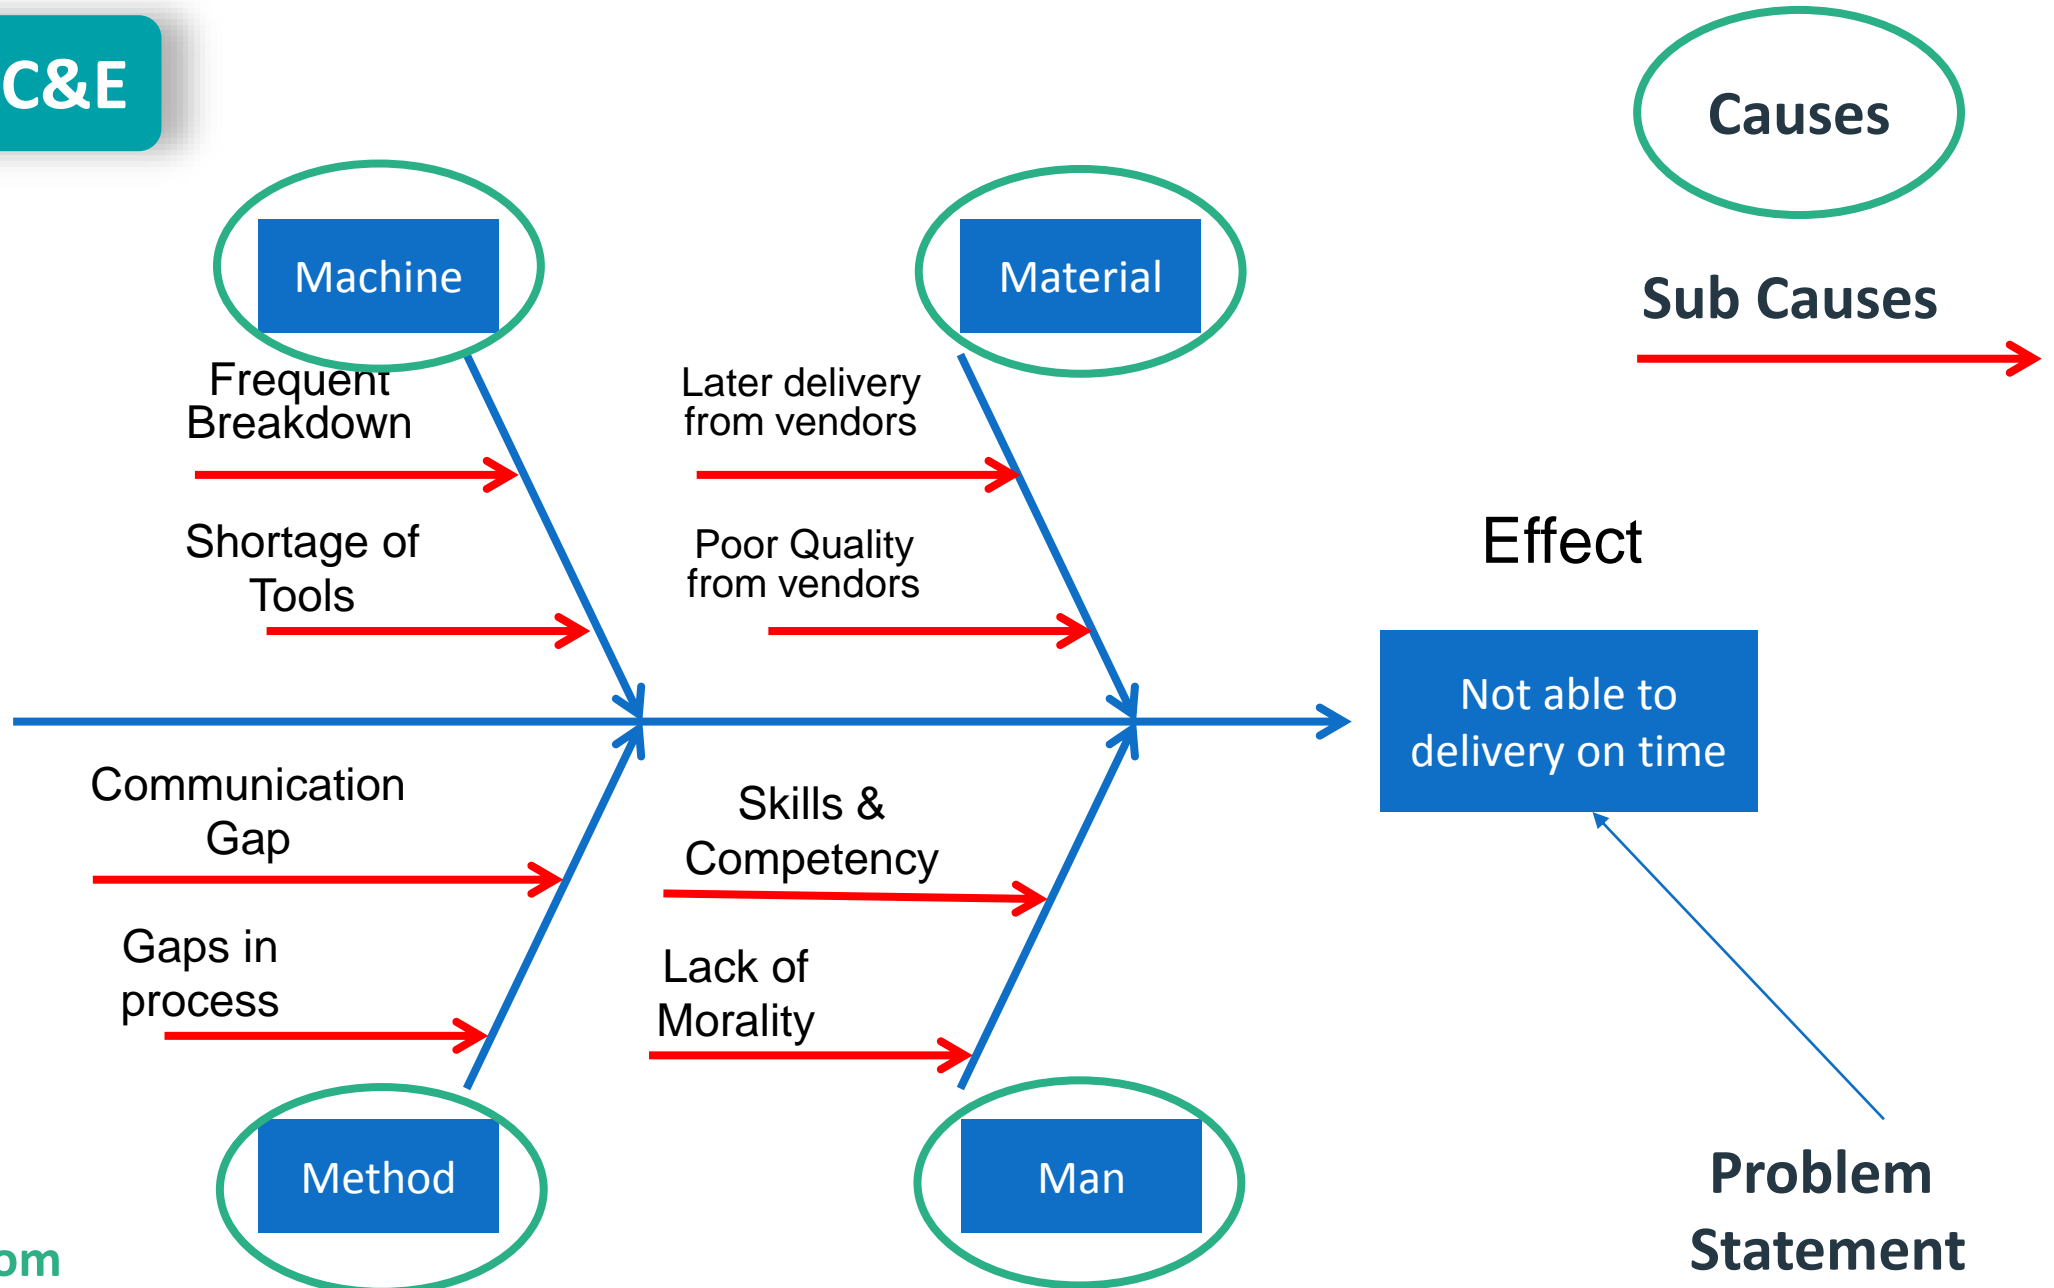 C&E
Causes
Machine
Material
Sub Causes
Frequent
Breakdown
Later delivery
from vendors
Shortage of
Tools
Poor Quality
from vendors
Effect
Not able to
delivery on time
Communication
Gap
Skills &
Competency
Gaps in
process
Lack of
Morality
Method
Man
Problem
Statement
om